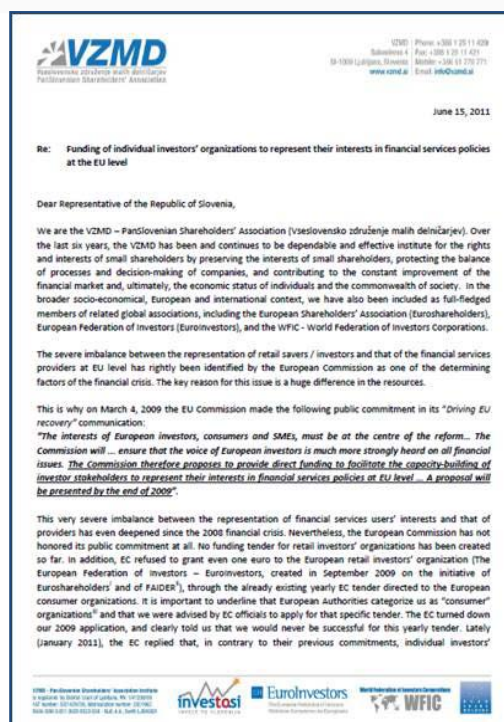 VZMD
Vseslovensko združenje malih delničarjev
PanSlovenian Shareholders' Association
VZMD
Phone:
Fax:
Mobile:
www.vzmd.si Email: info@vzmd.si
June 15, 2011
Re: Funding of individual investors' organizations to represent their interests in financial services policies
at the EU level
Dear Representative of the Republic of Slovenia,
We are the VZMD – PanSlovenian Shareholders' Association (Vseslovensko združenje malih delničarjev). Over
the last six years, the VZMD has been and continues to be dependable and effective institute for the rights
and interests of small shareholders by preserving the interests of small shareholders, protecting the balance
of processes and decision-making of companies, and contributing to the constant improvement of the
financial market and, ultimately, the economic status of individuals and the commonwealth of society. In the
broader socio-economical, European and international context, we have also been included as full-fledged
members of related global associations, including the European Shareholders' Association (Euroshareholders),
European Federation of Investors (EuroInvestors), and the WFIC - World Federation of Investors Corporations.
The severe imbalance between the representation of retail savers / investors and that of the financial services
providers at EU level has rightly been identified by the European Commission as one of the determining
factors of the financial crisis. The key reason for this issue is a huge difference in the resources.
This is why on March 4, 2009 the EU Commission made the following public commitment in its "Driving EU
recovery" communication:
"The interests of European investors, consumers and SMEs, must be at the centre of the reform... The
Commission will ... ensure that the voice of European investors is much more strongly heard on all financial
issues. The Commission therefore proposes to provide direct funding to facilitate the capacity-building of
investor stakeholders to represent their interests in financial services policies at EU level ... A proposal will
be presented by the end of 2009".
This very severe imbalance between the representation of financial services users' interests and that of
providers has even deepened since the 2008 financial crisis. Nevertheless, the European Commission has not
honored its public commitment at all. No funding tender for retail investors' organizations has been created
so far. In addition, EC refused to grant even one euro to the European retail investors' organization (The
European Federation of Investors – EuroInvestors, created in September 2009 on the initiative of
Euroshareholders and of FAIDER), through the already existing yearly EC tender directed to the European
consumer organizations. It is important to underline that European Authorities categorize us as "consumer"
organizations and that we were advised by EC officials to apply for that specific tender. The EC turned down
our 2009 application, and clearly told us that we would never be successful for this yearly tender. Lately
(January 2011), the EC replied that, in contrary to their previous commitments, individual investors'
investo
INVEST TO SLOVENIA
EuroInvestors
World Federation of Investors Corporations
WFIC